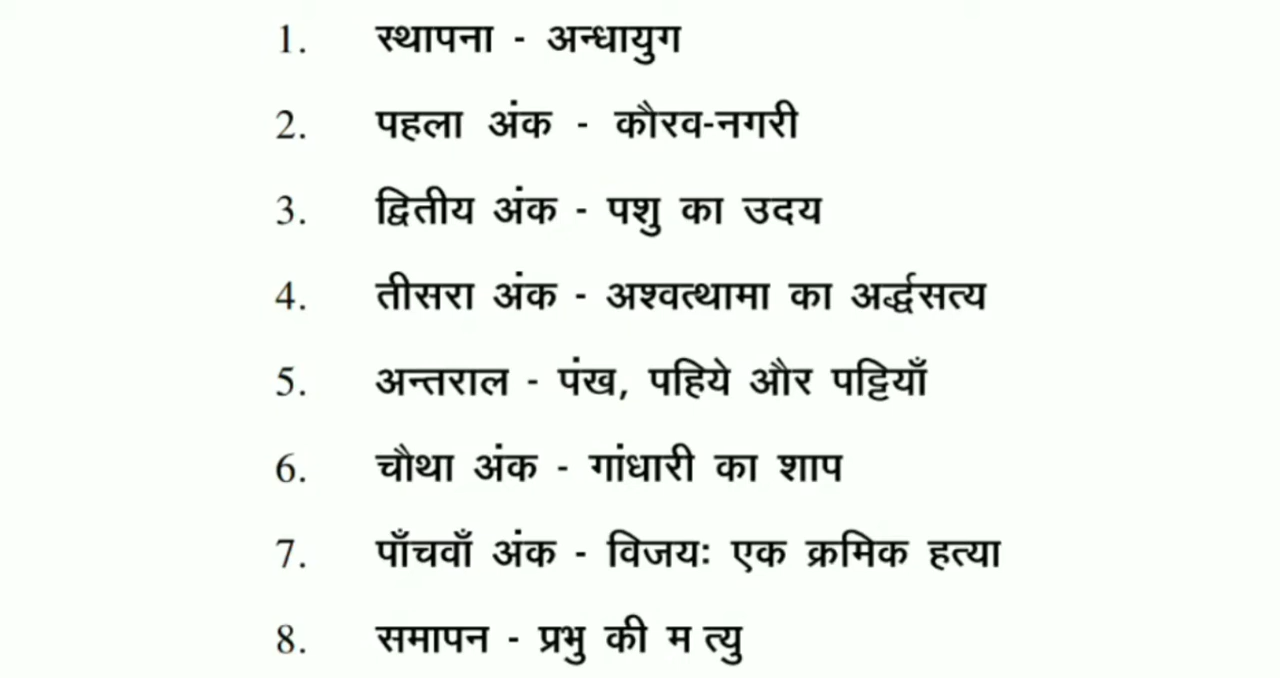 1. स्थापना - अन्धायुग
2. पहला अंक - कौरव-नगरी
3. द्वितीय अंक - पशु का उदय
4. तीसरा अंक - अश्वत्थामा का अर्द्धसत्य
5. अन्तराल - पंख, पहिये और पट्टियाँ
6. चौथा अंक - गांधारी का शाप
7. पाँचवाँ अंक - विजयः एक क्रमिक हत्या
8. समापन - प्रभु की म त्यु